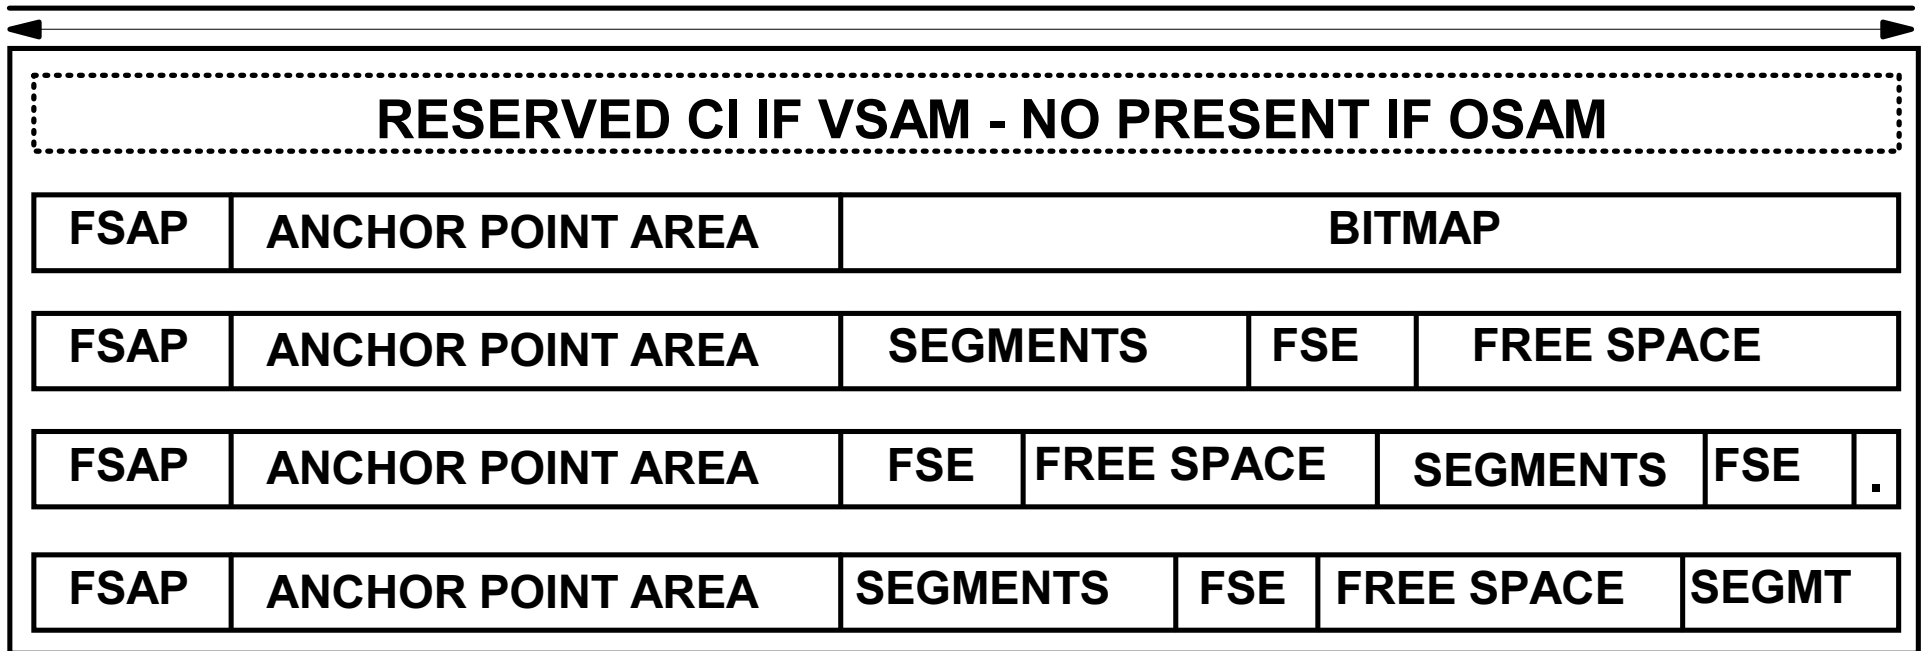 RESERVED CI IF VSAM - NO PRESENT IF OSAM
FSAP ANCHOR POINT AREA BITMAP
FSAP ANCHOR POINT AREA SEGMENTS FSE FREE SPACE
FSAP ANCHOR POINT AREA FSE FREE SPACE SEGMENTS FSE .
FSAP ANCHOR POINT AREA SEGMENTS FSE FREE SPACE SEGMT